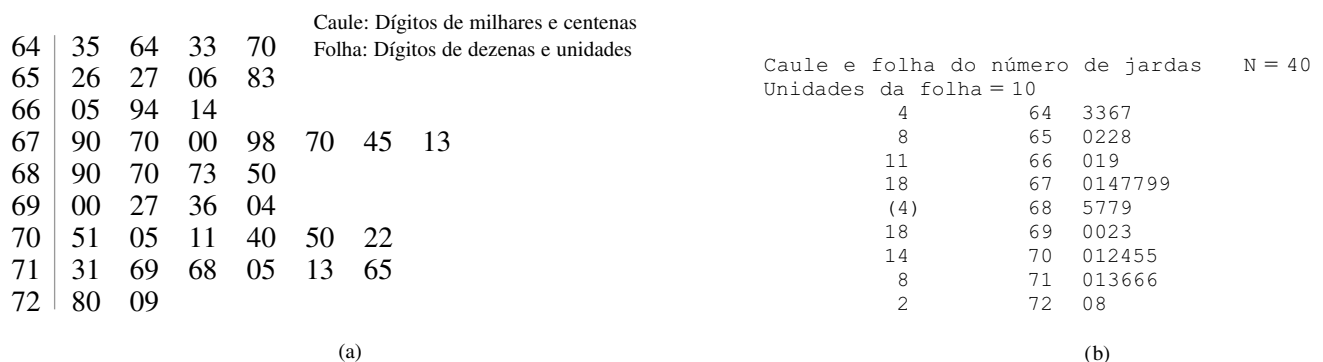 Caule: Dígitos de milhares e centenas
Folha: Dígitos de dezenas e unidades
64 35 64 33 70
65 26 27 06 83
66 05 94 14
67 90 70 00 98 70 45 13
68 90 70 73 50
69 00 27 36 04
70 51 05 11 40 50 22
71 31 69 68 05 13 65
72 80 09
(a)
Caule e folha do número de jardas N = 40
Unidades da folha = 10
4 64 3367
8 65 0228
11 66 019
18 67 0147799
(4) 68 5779
18 69 0023
14 70 012455
8 71 013666
2 72 08
(b)